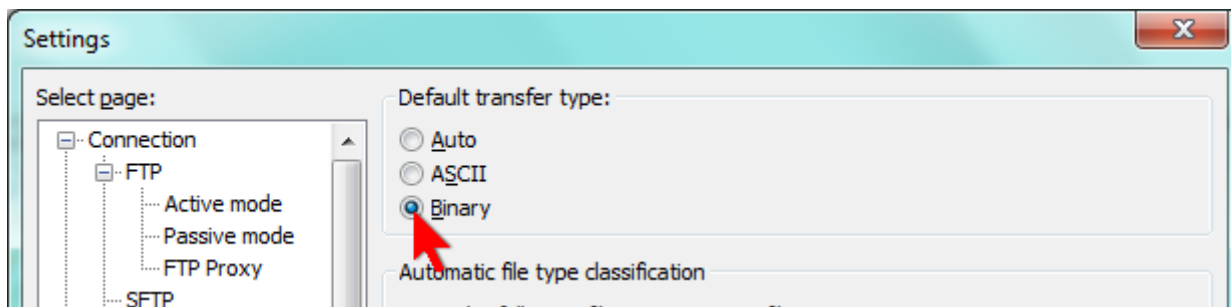 Settings
Select page:
Connection
FTP
Active mode
Passive mode
FTP Proxy
SFTP
Default transfer type:
Auto
ASCII
Binary
Automatic file type classification